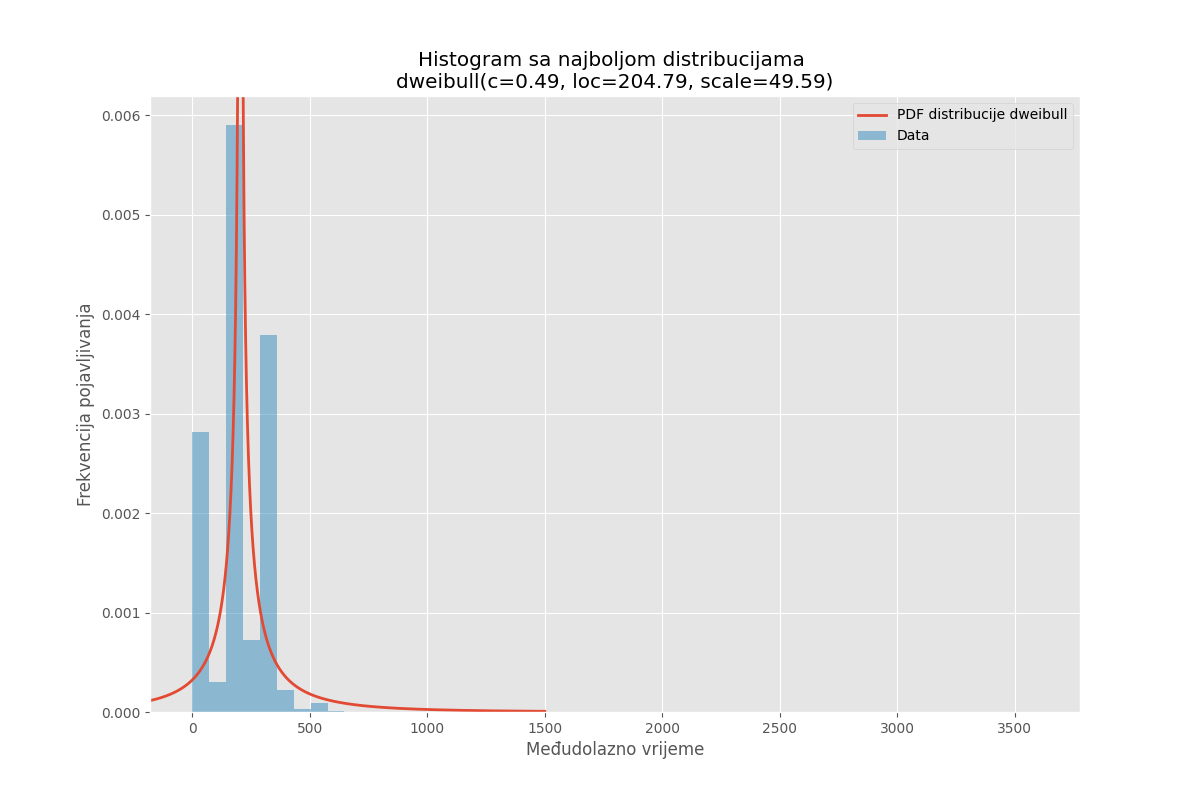 Histogram sa najboljom distribucijama
dweibull(c=0.49, loc=204.79, scale=49.59)
PDF distribucije dweibull
Data
Frekvencija pojavljivanja
0.006
0.005
0.004
0.003
0.002
0.001
0.000
0
500
1000
1500
2000
2500
3000
3500
Međudolazno vrijeme